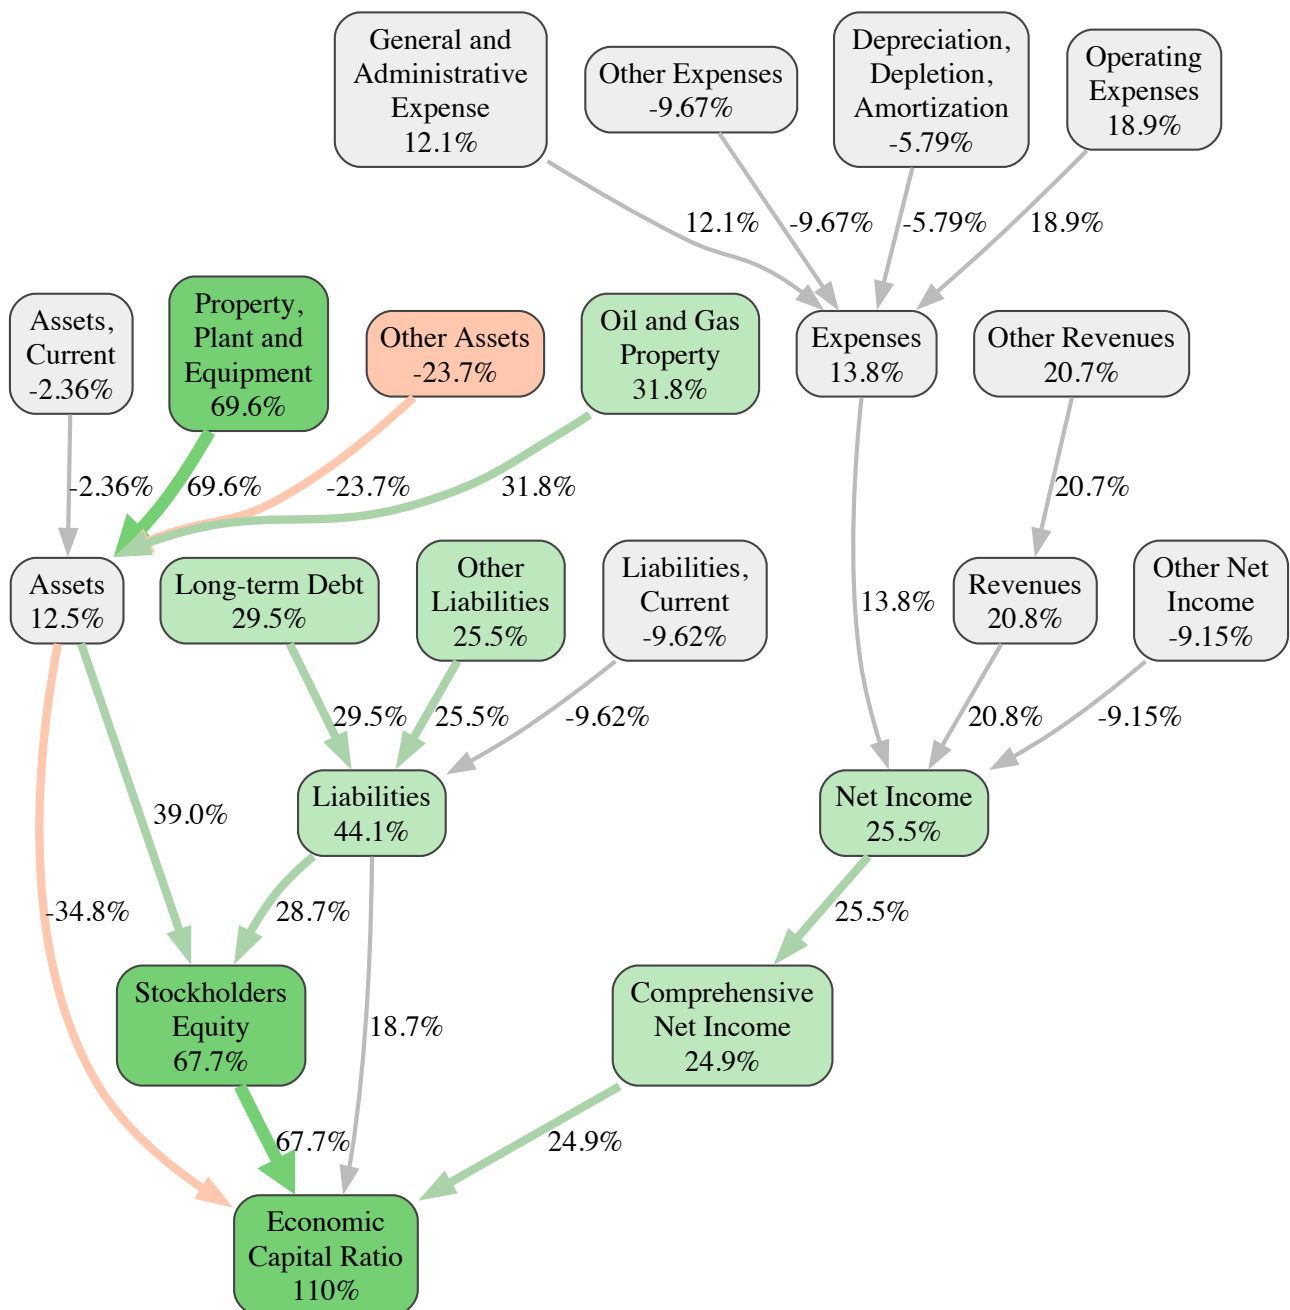 General and
Administrative
Expense
12.1%
Other Expenses
-9.67%
Depreciation,
Depletion,
Amortization
-5.79%
Operating
Expenses
18.9%
12.1%
-9.67%
-5.79%
18.9%
Assets,
Current
-2.36%
Property,
Plant and
Equipment
69.6%
Other Assets
-23.7%
Oil and Gas
Property
31.8%
Expenses
13.8%
Other Revenues
20.7%
-2.36%
69.6%
-23.7%
31.8%
20.7%
Assets
12.5%
Long-term Debt
29.5%
Other
Liabilities
25.5%
Liabilities,
Current
-9.62%
13.8%
Revenues
20.8%
Other Net
Income
-9.15%
29.5%
25.5%
-9.62%
20.8%
-9.15%
39.0%
Liabilities
44.1%
Net Income
25.5%
-34.8%
28.7%
25.5%
Stockholders
Equity
67.7%
18.7%
Comprehensive
Net Income
24.9%
67.7%
24.9%
Economic
Capital Ratio
110%